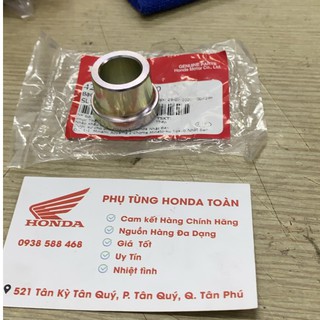 GENUINE PARTS
Honda Motor Co., Ltd.
PHỤ TÙNG HONDA TOÀN
Cam kết Hàng Chính Hãng
Nguồn Hàng Đa Dạng
Giá Tốt
Uy Tín
Nhiệt tình
HONDA
0938 588 468
521 Tân Kỳ Tân Quý, P. Tân Quý, Q. Tân Phú